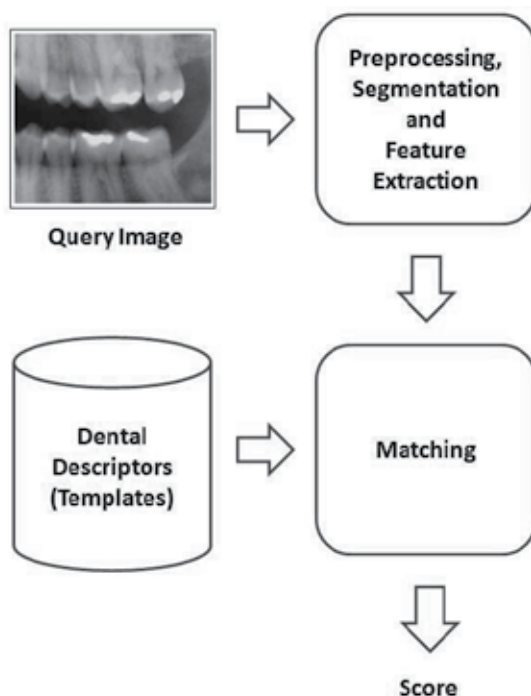 Query Image
Preprocessing,
Segmentation
and
Feature
Extraction
Dental
Descriptors
(Templates)
Matching
Score